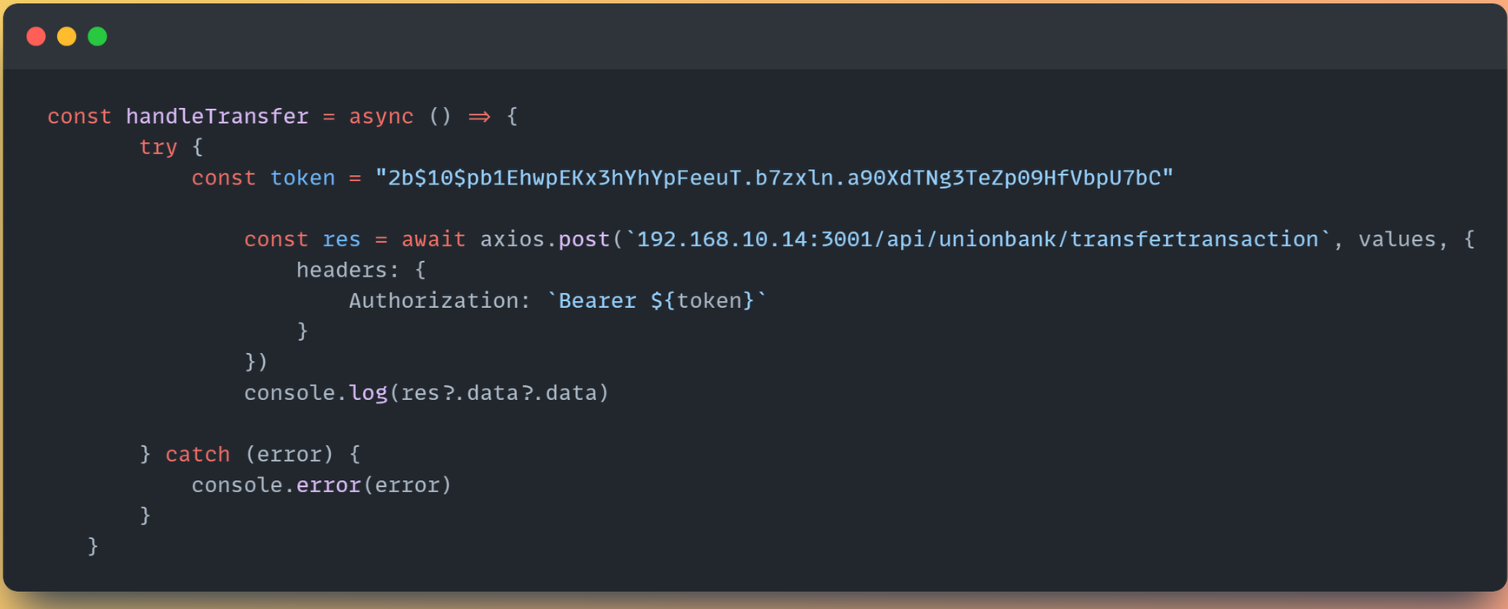 const handleTransfer = async () => {
try {
const token = "2b$10$pb1EhwpEKx3hYhYpFeeuT.b7zxln.a90XdTNg3TeZp09HfVbpU7bC"
const res = await axios.post(`192.168.10.14:3001/api/unionbank/transfertransaction`, values, {
headers: {
Authorization: `Bearer ${token}`
}
})
console.log(res?.data?.data)
} catch (error) {
console.error(error)
}
}